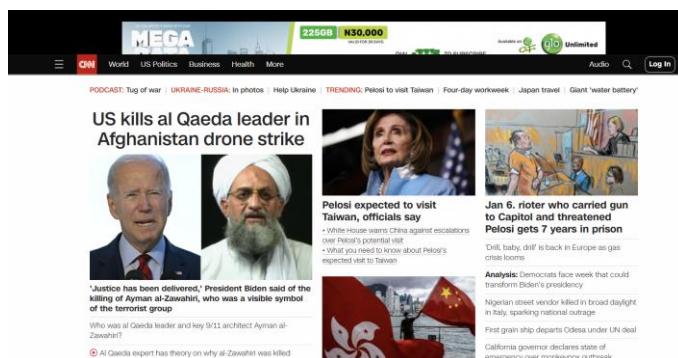 MEGA
225GB N30,000
VALID FOR 30 DAYS
glo Unlimited
CNN World US Politics Business Health More Audio Log In
PODCAST: Tug of war UKRAINE-RUSSIA: In photos Help Ukraine TRENDING: Pelosi to visit Taiwan Four-day workweek Japan travel Giant 'water battery'
US kills al Qaeda leader in
Afghanistan drone strike
'Justice has been delivered,' President Biden said of the
killing of Ayman al-Zawahiri, who was a visible symbol
of the terrorist group
Who was al Qaeda leader and key 9/11 architect Ayman al-
Zawahiri?
Al Qaeda expert has theory on why al-Zawahiri was killed
Pelosi expected to visit
Taiwan, officials say
• White House warns China against escalations
over Pelosi's potential visit
• What you need to know about Pelosi's
expected visit to Taiwan
Jan 6. rioter who carried gun
to Capitol and threatened
Pelosi gets 7 years in prison
'Drill, baby, drill' is back in Europe as gas
crisis looms
Analysis: Democrats face week that could
transform Biden's presidency
Nigerian street vendor killed in broad daylight
in Italy, sparking national outrage
First grain ship departs Odesa under UN deal
California governor declares state of
emergency over monkeypox outbreak